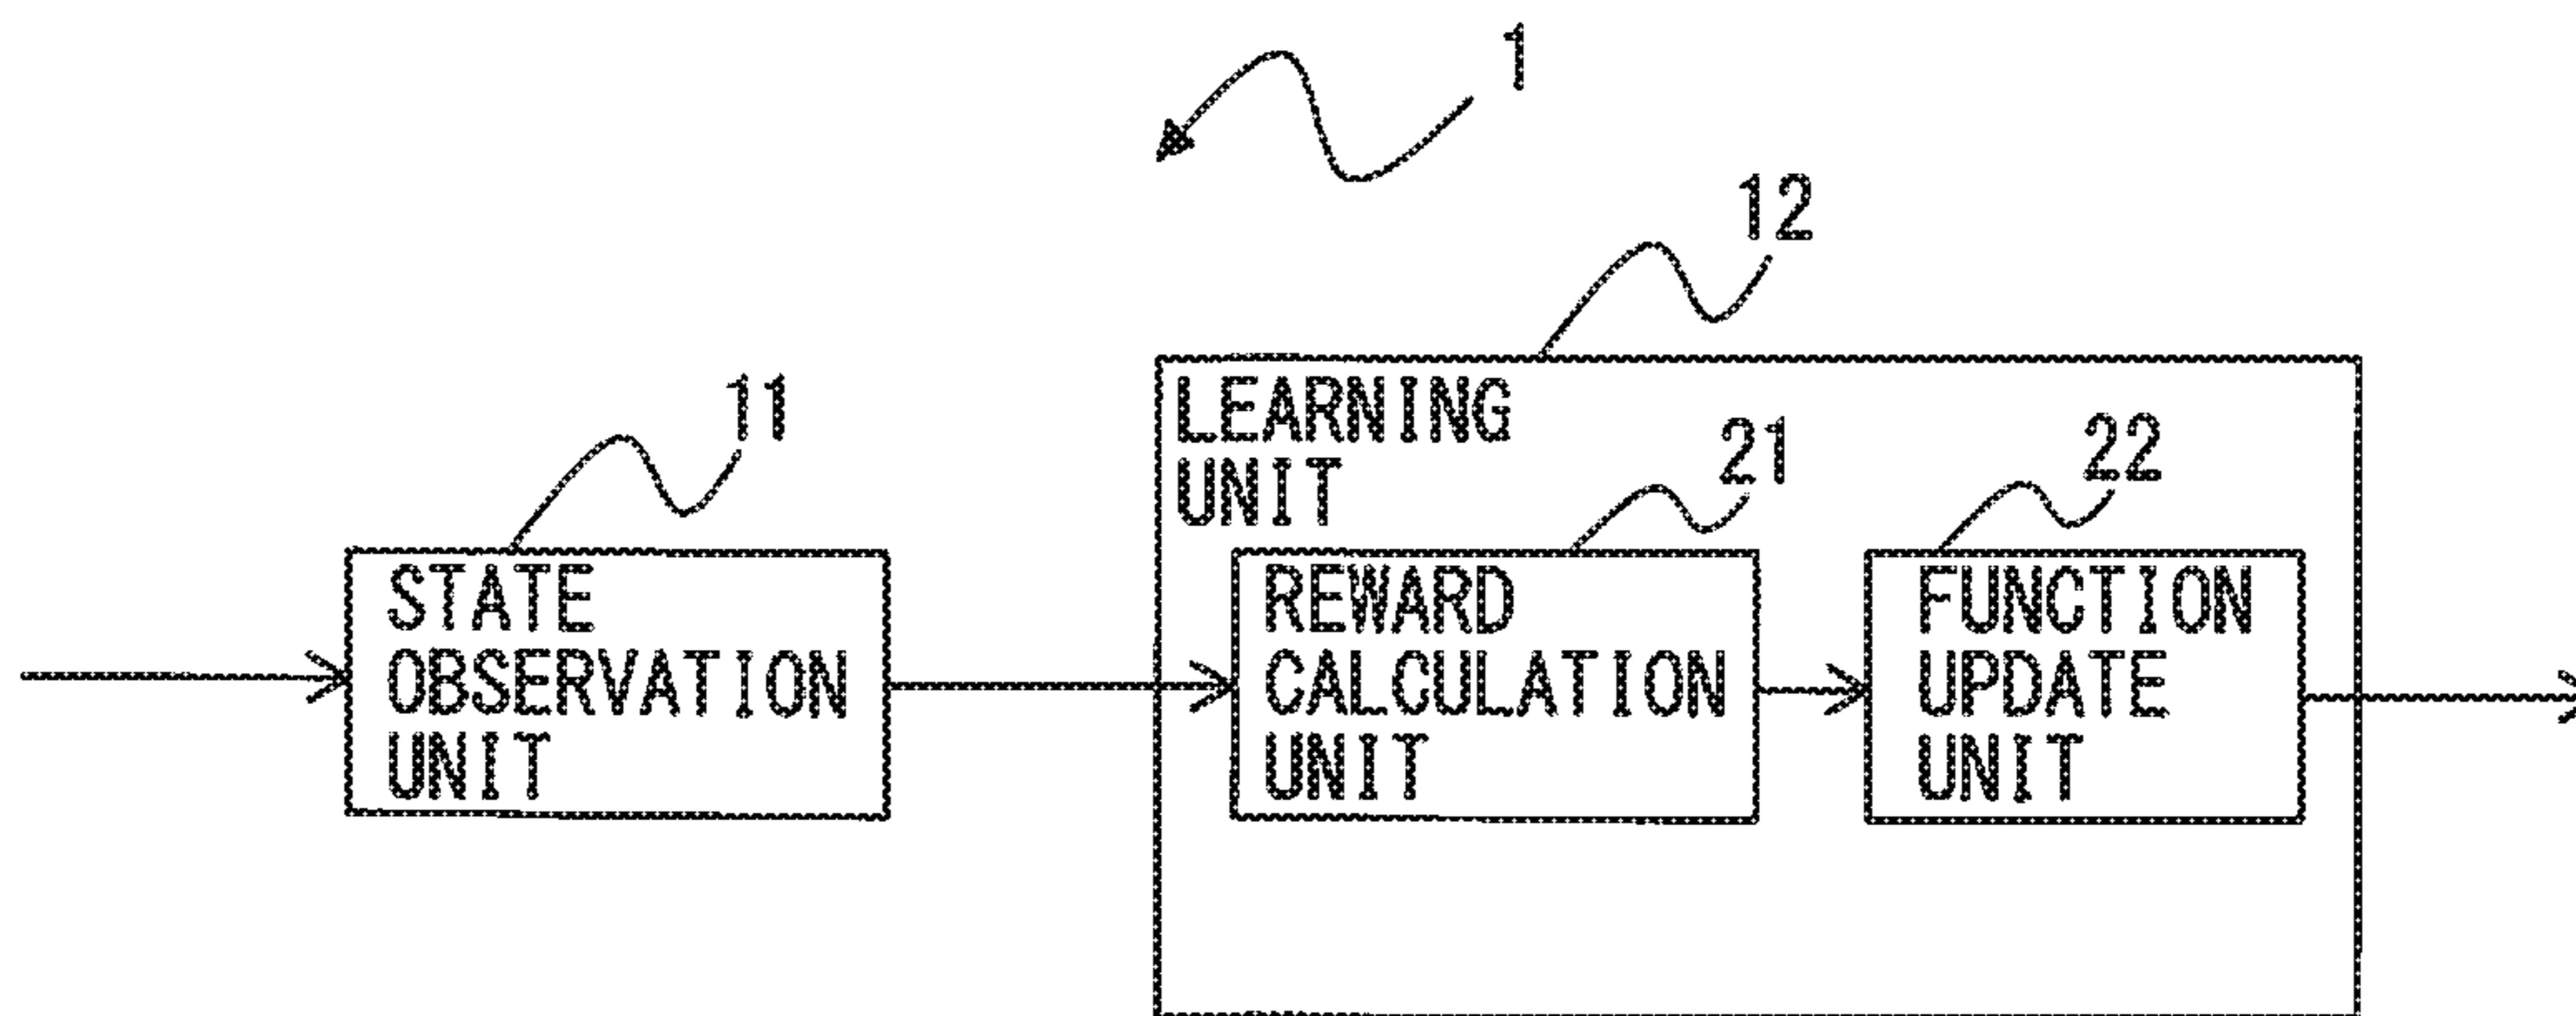 1
12
11
LEARNING
UNIT
21
22
STATE
OBSERVATION
UNIT
REWARD
CALCULATION
UNIT
FUNCTION
UPDATE
UNIT